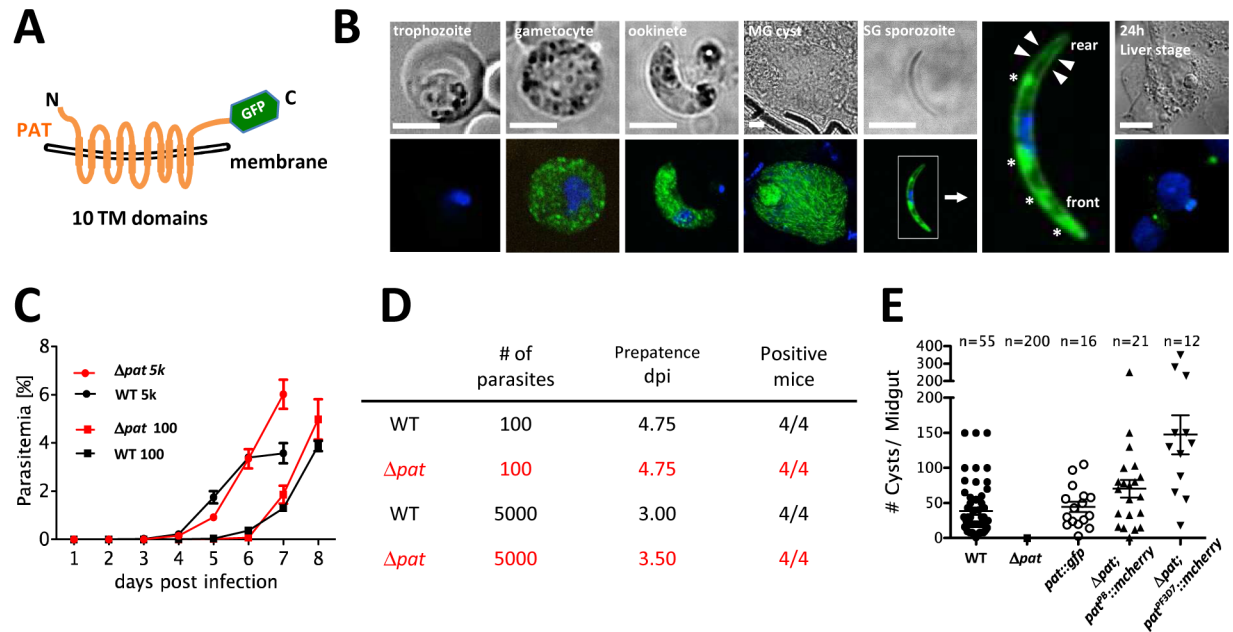 A
N
PAT
GFP
C
membrane
10 TM domains
B
trophozoite
gametocyte
ookinete
MG cyst
SG sporozoite
rear
*
*
*
*
front
24h
Liver stage
C
Parasitemia [%]
8
6
4
2
0
1 2 3 4 5 6 7 8
days post infection
Δpat 5k
WT 5k
Δpat 100
WT 100
D
# of parasites Prepatence dpi Positive mice
WT 100 4.75 4/4
Δpat 100 4.75 4/4
WT 5000 3.00 4/4
Δpat 5000 3.50 4/4
E
n=55 n=200 n=16 n=21 n=12
# Cysts/ Midgut
400
300
200
200
150
100
50
0
WT
Δpat
pat::gfp
Δpat;
patᴾᴮ::mcherry
Δpat;
patᴾᶠ³ᴰ⁷::mcherry